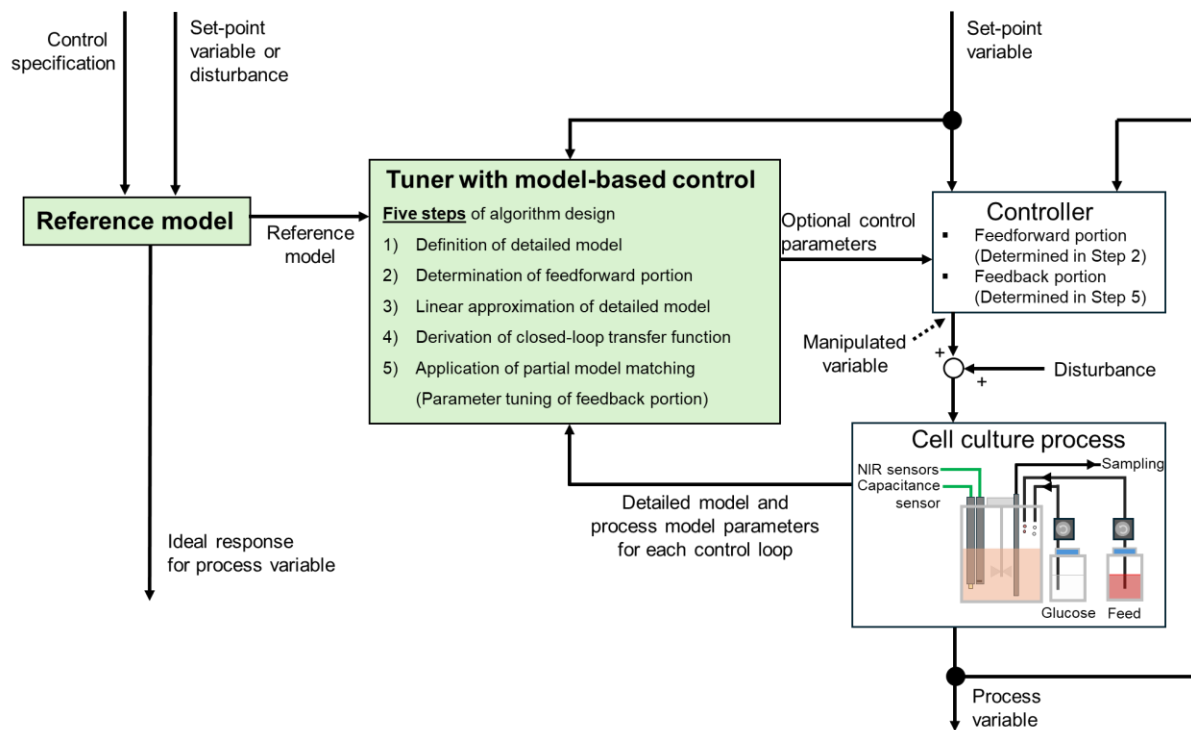 Control
specification
Set-point
variable or
disturbance
Set-point
variable
Reference model
Reference
model
Tuner with model-based control
Five steps of algorithm design
1) Definition of detailed model
2) Determination of feedforward portion
3) Linear approximation of detailed model
4) Derivation of closed-loop transfer function
5) Application of partial model matching
(Parameter tuning of feedback portion)
Optional control
parameters
Controller
▪ Feedforward portion
(Determined in Step 2)
▪ Feedback portion
(Determined in Step 5)
Manipulated
variable
+
+
Disturbance
Cell culture process
NIR sensors
Capacitance
sensor
Sampling
Glucose
Feed
Detailed model and
process model parameters
for each control loop
Ideal response
for process variable
Process
variable